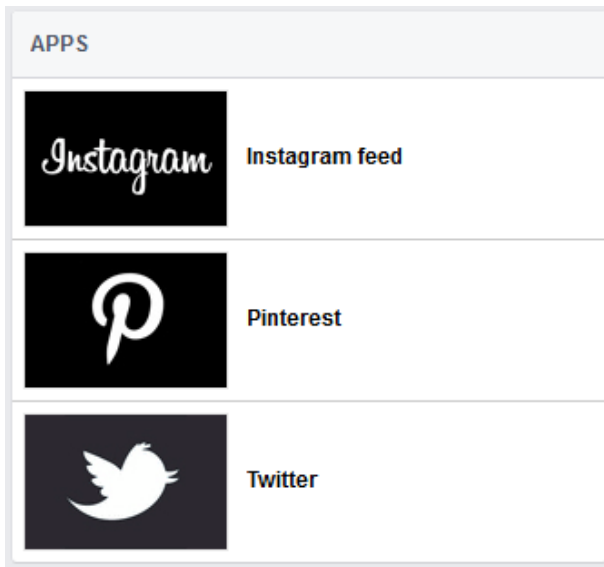 APPS
Instagram
Instagram feed
Pinterest
Twitter